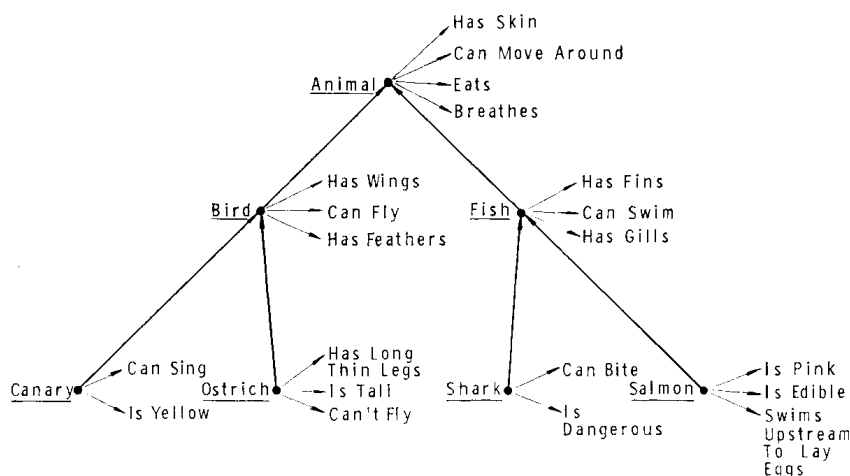 Has Skin
Can Move Around
Animal
Eats
Breathes
Has Wings
Bird
Can Fly
Has Feathers
Has Fins
Fish
Can Swim
Has Gills
Canary
Can Sing
Is Yellow
Ostrich
Has Long
Thin Legs
Is Tall
Can't Fly
Shark
Can Bite
Is
Dangerous
Salmon
Is Pink
Is Edible
Swims
Upstream
To Lay
Eggs